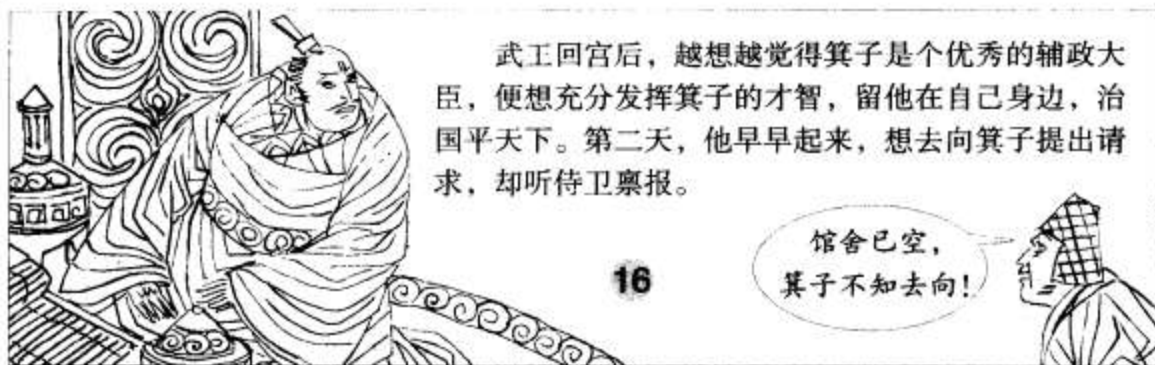 武王回宫后，越想越觉得箕子是个优秀的辅政大
臣，便想充分发挥箕子的才智，留他在自己身边，治
国平天下。第二天，他早早起来，想去向箕子提出请
求，却听侍卫禀报。
馆舍已空，
箕子不知去向！
16